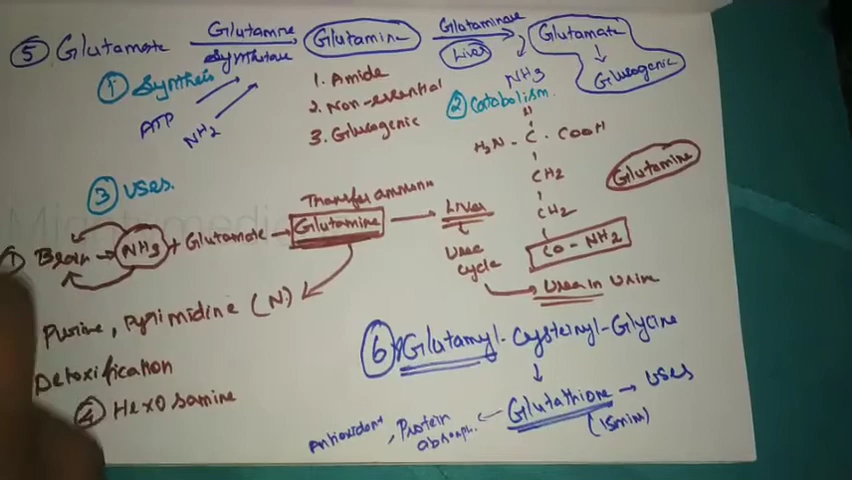 5 Glutamate Glutamine Synthetase Glutamine Glutaminase Liver Glutamate
NH3 Glucogenic
1 Synthesis
ATP NH2
1. Amide
2. Non-essential
3. Glucogenic
2 Catabolism
H
H2N - C - COOH
CH2
CH2
CO - NH2
Glutamine
3 USES.
Transfer ammonia
1 Brain NH3 + Glutamate Glutamine Liver
Urea cycle
Urea in Urine
Purine, Pyrimidine (N)
Detoxification
4 Hexosamine
6 Glutamyl-Cysteinyl-Glycine
Glutathione USES
(15min)
Antioxidant, Protein absorp.